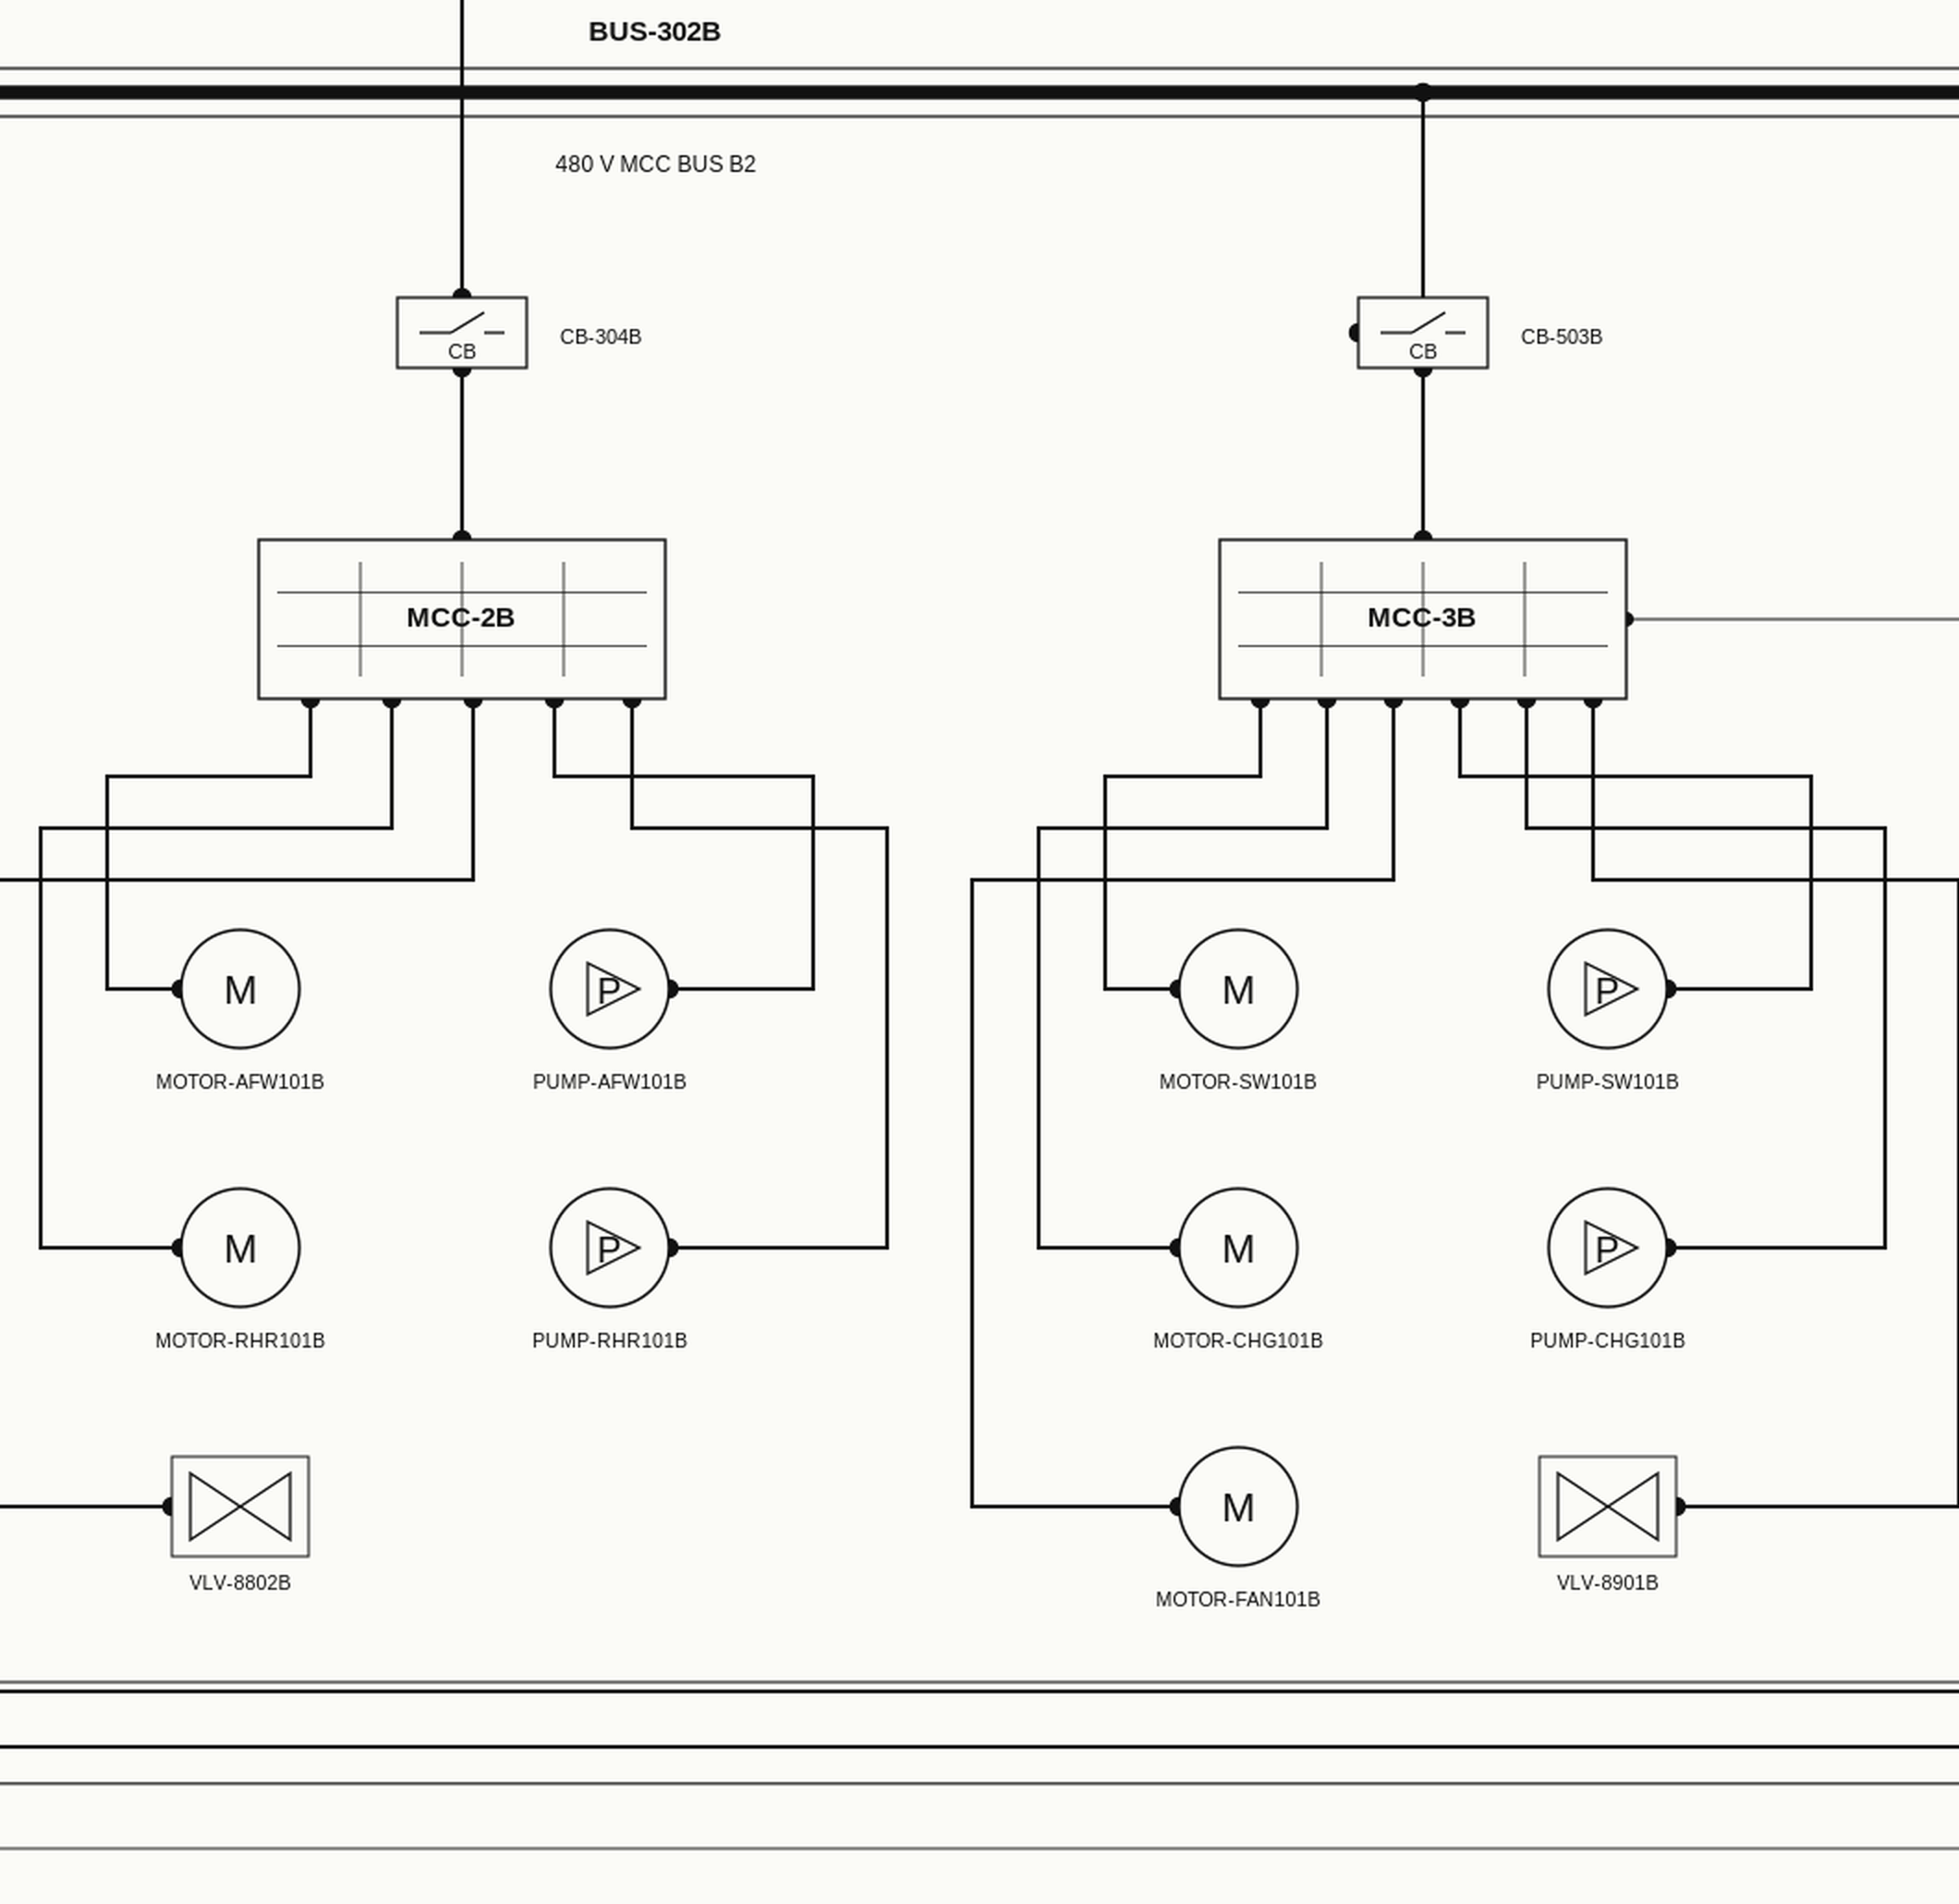 BUS-302B
480 V MCC BUS B2
CB
CB-304B
CB
CB-503B
MCC-2B
MCC-3B
M
P
M
P
MOTOR-AFW101B
PUMP-AFW101B
MOTOR-SW101B
PUMP-SW101B
M
P
M
P
MOTOR-RHR101B
PUMP-RHR101B
MOTOR-CHG101B
PUMP-CHG101B
M
VLV-8802B
MOTOR-FAN101B
VLV-8901B